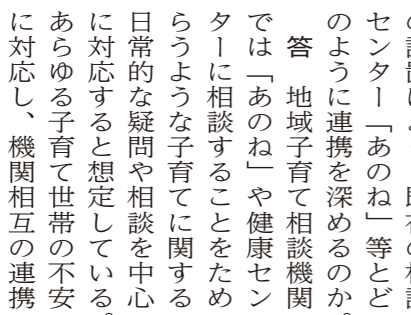 センター「あのね」等とど
のように連携を深めるのか。
答　地域子育て相談機関
では「あのね」や健康セン
ターに相談することをため
らうような子育てに関する
日常的な疑問や相談を中心
に対応すると想定している。
あらゆる子育て世帯の不安
に対応し、機関相互の連携